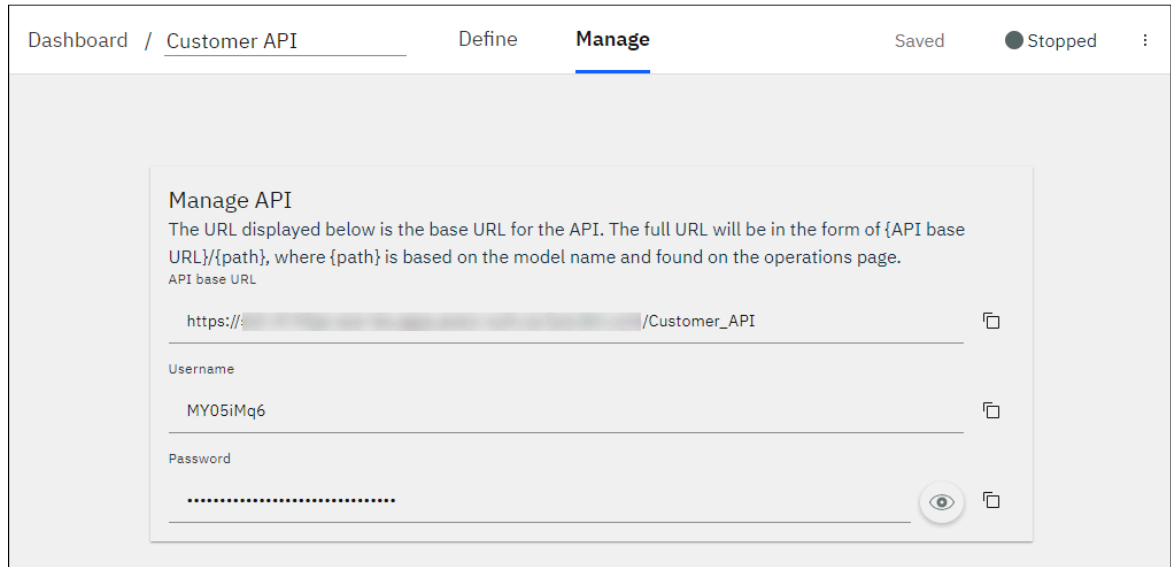 Dashboard / Customer API Define Manage Saved Stopped
Manage API
The URL displayed below is the base URL for the API. The full URL will be in the form of {API base
URL}/{path}, where {path} is based on the model name and found on the operations page.
API base URL
https:// /Customer_API
Username
MY05iMq6
Password
••••••••••••••••••••••••••••••••